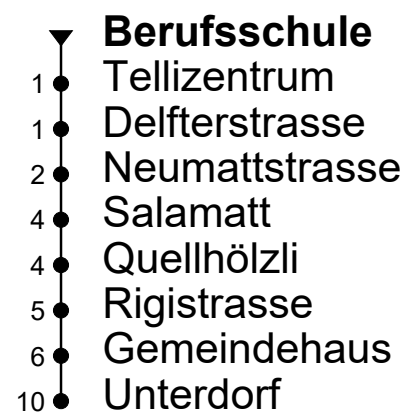 Berufsschule
1 Tellizentrum
1 Delfterstrasse
2 Neumattstrasse
4 Salamatt
4 Quellhölzli
5 Rigistrasse
6 Gemeindehaus
10 Unterdorf